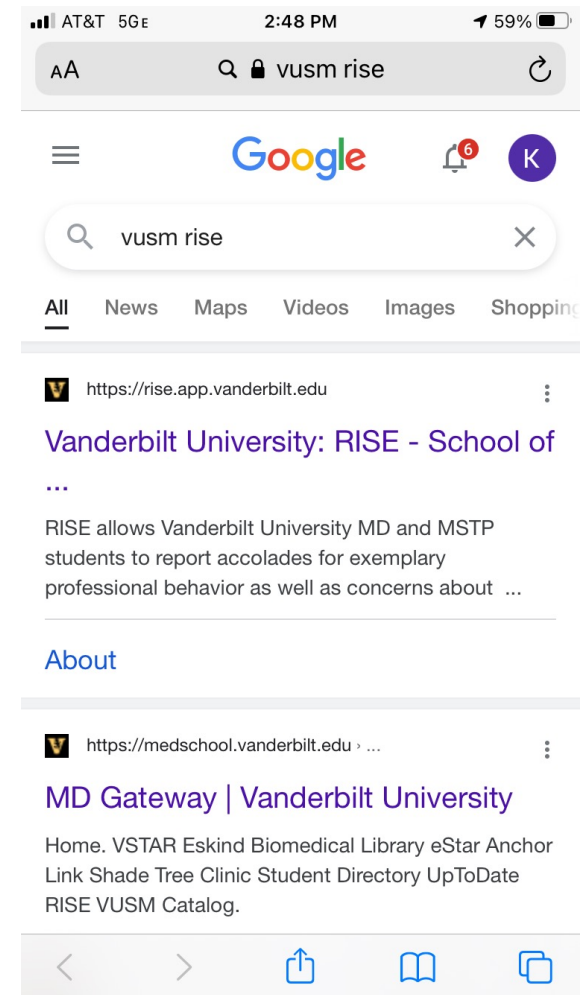 AT&T 5GE 2:48 PM 59%
AA vusm rise
Google 6 K
vusm rise
All News Maps Videos Images Shopping
https://rise.app.vanderbilt.edu
Vanderbilt University: RISE - School of
...
RISE allows Vanderbilt University MD and MSTP
students to report accolades for exemplary
professional behavior as well as concerns about ...
About
https://medschool.vanderbilt.edu › ...
MD Gateway | Vanderbilt University
Home. VSTAR Eskind Biomedical Library eStar Anchor
Link Shade Tree Clinic Student Directory UpToDate
RISE VUSM Catalog.